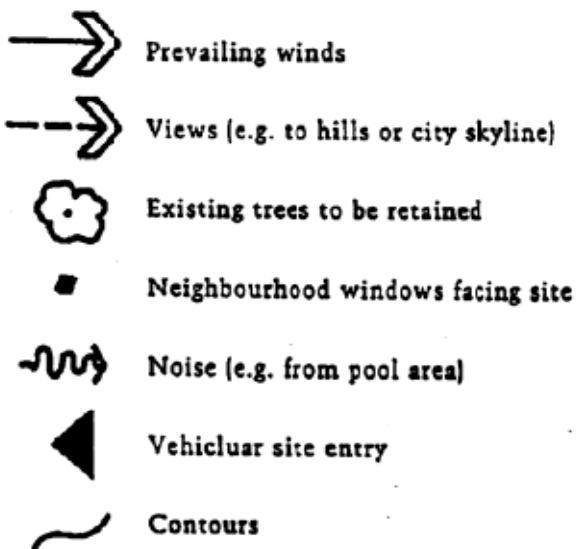 Prevailing winds
Views (e.g. to hills or city skyline)
Existing trees to be retained
Neighbourhood windows facing site
Noise (e.g. from pool area)
Vehicluar site entry
Contours